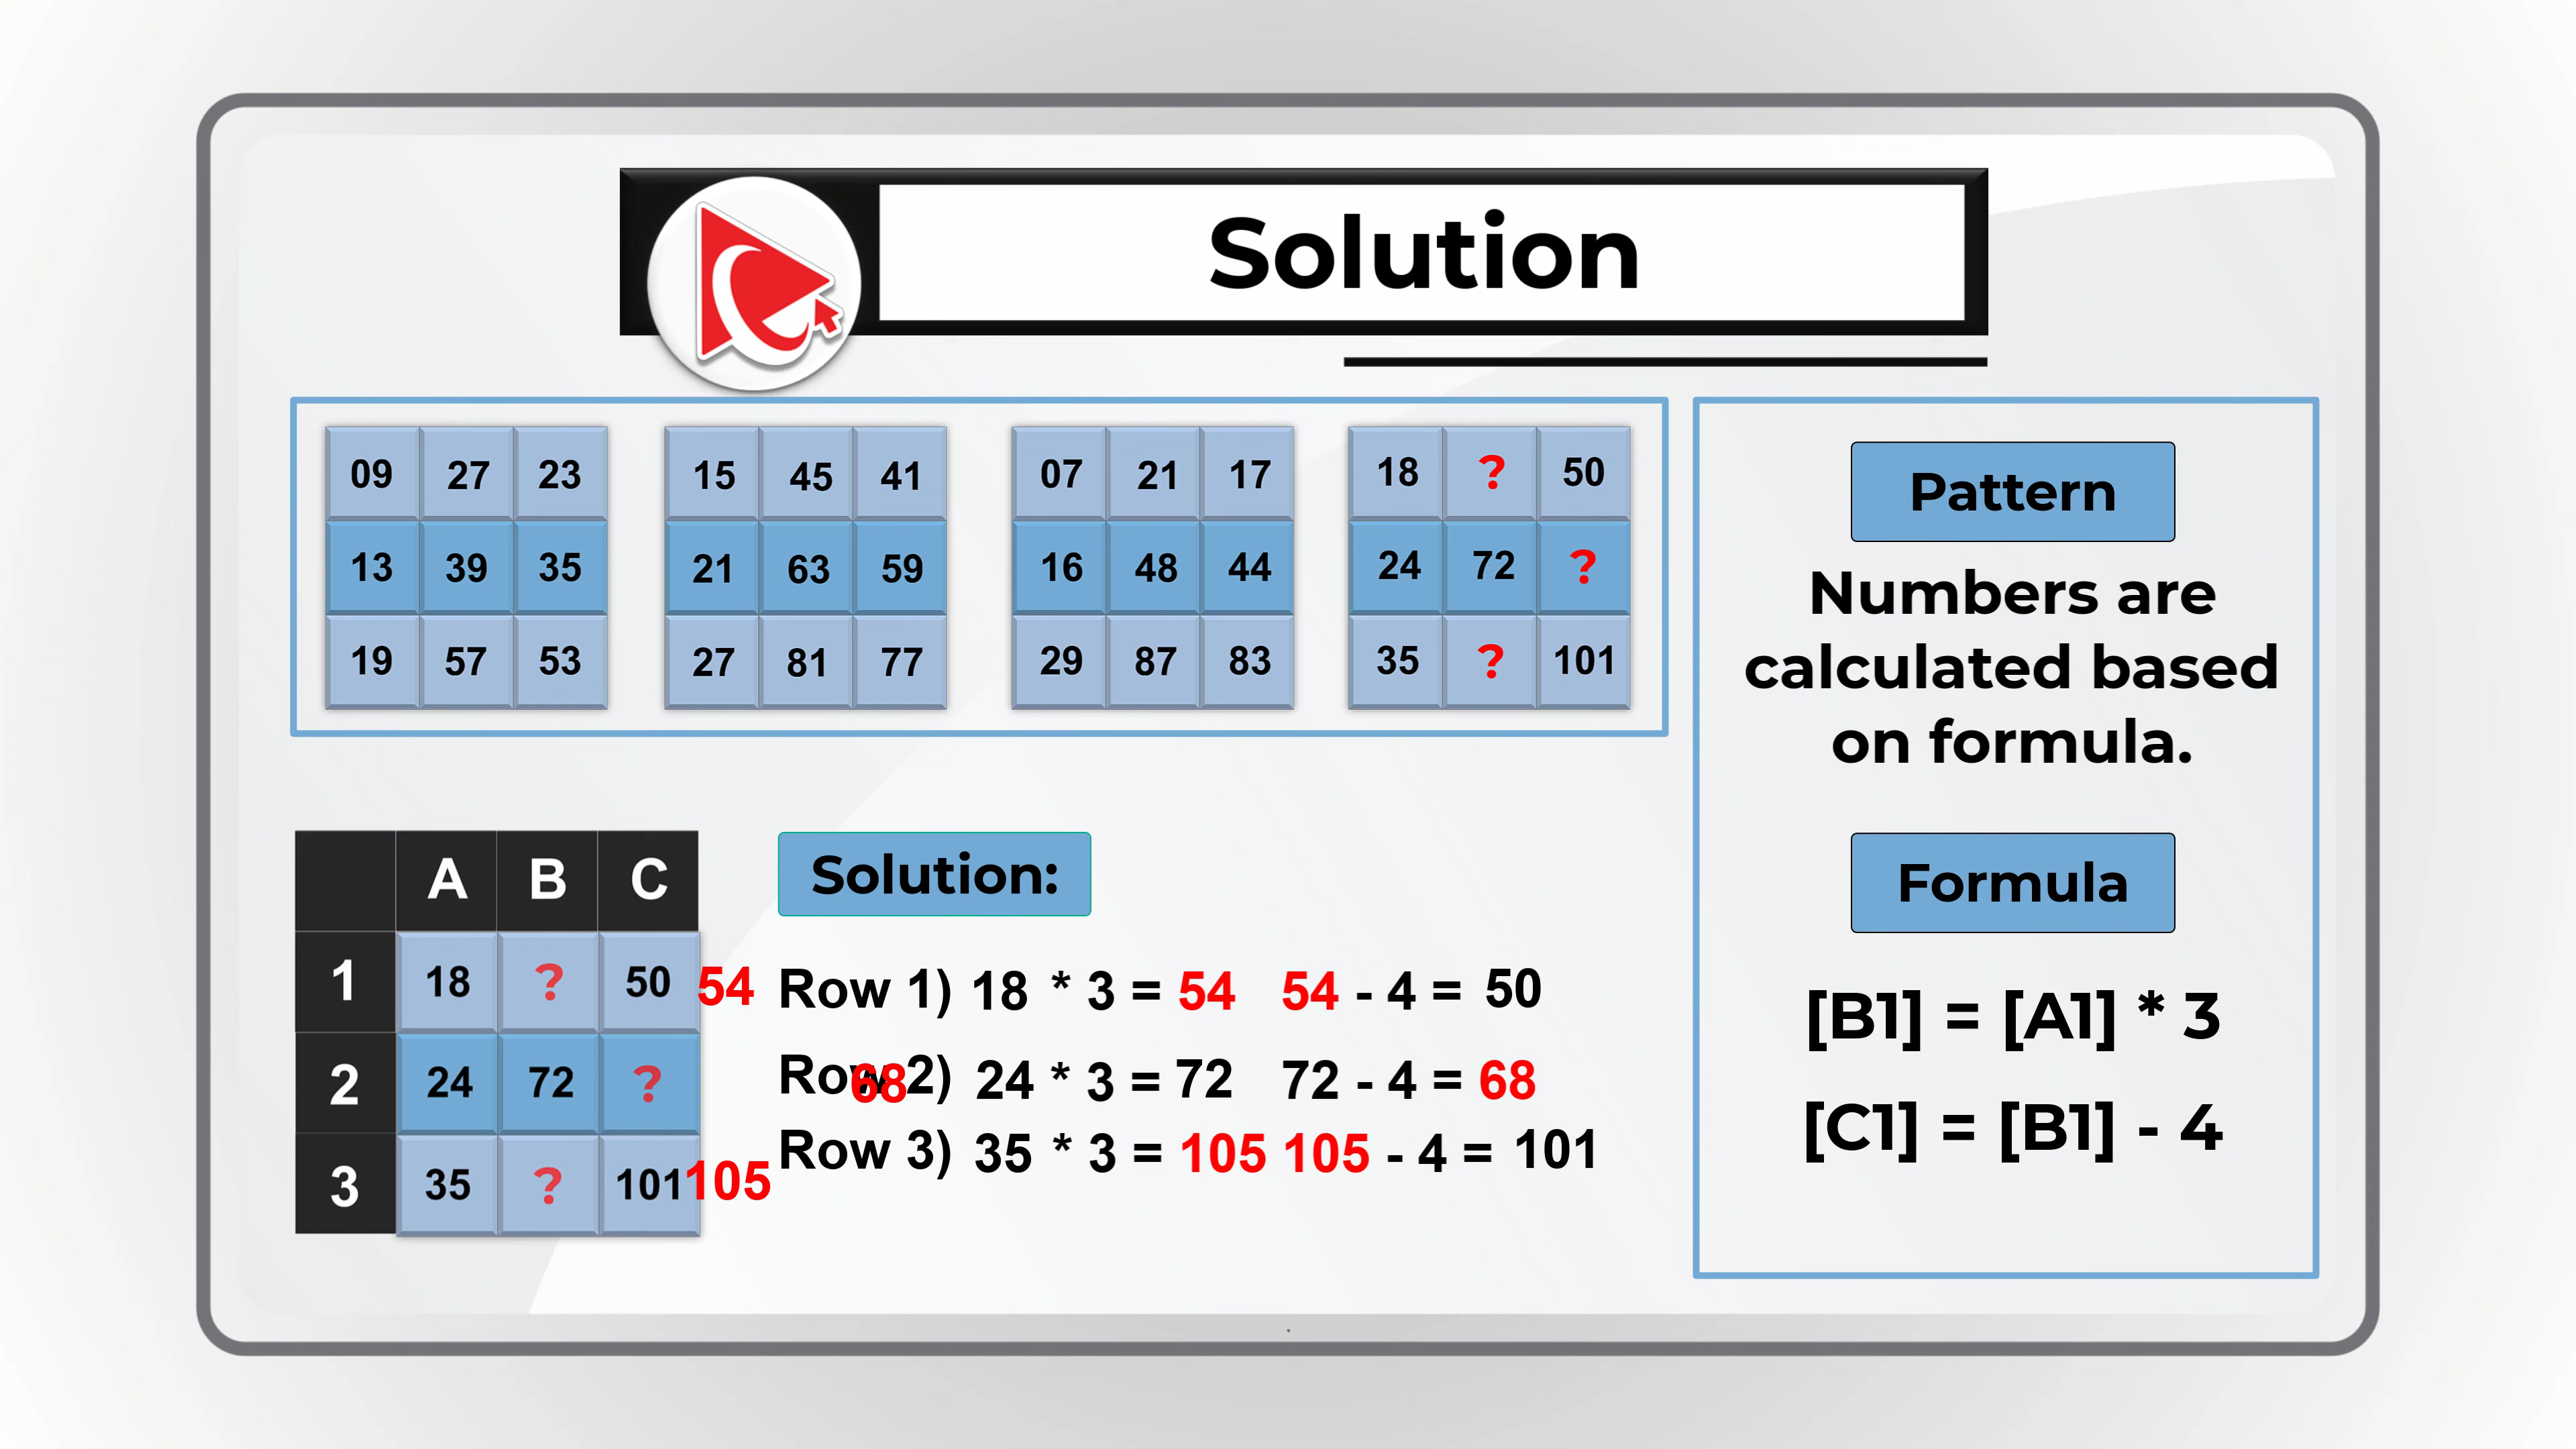 Solution
09 27 23
13 39 35
19 57 53
15 45 41
21 63 59
27 81 77
07 21 17
16 48 44
29 87 83
18 ? 50
24 72 ?
35 ? 101
Pattern
Numbers are
calculated based
on formula.
Formula
[B1] = [A1] * 3
[C1] = [B1] - 4
A B C
1 18 ? 50
2 24 72 ?
3 35 ? 101
54
68
105
Solution:
Row 1) 18 * 3 = 54 54 - 4 = 50
Row 2) 24 * 3 = 72 72 - 4 = 68
Row 3) 35 * 3 = 105 105 - 4 = 101